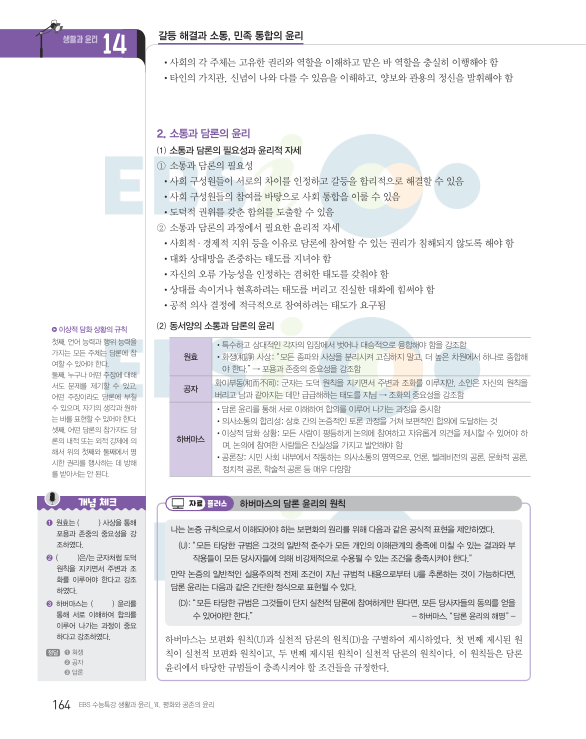 생활과 윤리 14
갈등 해결과 소통, 민족 통합의 윤리
• 사회의 각 주체는 고유한 권리와 역할을 이해하고 맡은 바 역할을 충실히 이행해야 함
• 타인의 가치관, 신념이 나와 다를 수 있음을 이해하고, 양보와 관용의 정신을 발휘해야 함
2. 소통과 담론의 윤리
(1) 소통과 담론의 필요성과 윤리적 자세
① 소통과 담론의 필요성
• 사회 구성원들이 서로의 차이를 인정하고 갈등을 합리적으로 해결할 수 있음
• 사회 구성원들의 참여를 바탕으로 사회 통합을 이룰 수 있음
• 도덕적 권위를 갖춘 합의를 도출할 수 있음
② 소통과 담론의 과정에서 필요한 윤리적 자세
• 사회적·경제적 지위 등을 이유로 담론에 참여할 수 있는 권리가 침해되지 않도록 해야 함
• 대화 상대방을 존중하는 태도를 지녀야 함
• 자신의 오류 가능성을 인정하는 겸허한 태도를 갖춰야 함
• 상대를 속이거나 현혹하려는 태도를 버리고 진실한 대화에 힘써야 함
• 공적 의사 결정에 적극적으로 참여하려는 태도가 요구됨
(2) 동서양의 소통과 담론의 윤리
원효
• 특수하고 상대적인 각자의 입장에서 벗어나 대승적으로 융합해야 함을 강조함
• 화쟁(和諍) 사상: “모든 종파와 사상을 분리시켜 고집하지 말고, 더 높은 차원에서 하나로 종합해
야 한다.” → 포용과 존중의 중요성을 강조함
공자
화이부동(和而不同): 군자는 도덕 원칙을 지키면서 주변과 조화를 이루지만, 소인은 자신의 원칙을
버리고 남과 같아지는 데만 급급해하는 태도를 지님 → 조화의 중요성을 강조함
하버마스
• 담론 윤리를 통해 서로 이해하여 합의를 이루어 나가는 과정을 중시함
• 의사소통의 합리성: 상호 간의 논증적인 토론 과정을 거쳐 보편적인 합의에 도달하는 것
• 이상적 담화 상황: 모든 사람이 평등하게 논의에 참여하고 자유롭게 의견을 제시할 수 있어야 하
며, 논의에 참여한 사람들은 진실성을 가지고 발언해야 함
• 공론장: 시민 사회 내부에서 작동하는 의사소통의 영역으로, 언론, 텔레비전의 공론, 문화적 공론,
정치적 공론, 학술적 공론 등 매우 다양함
이상적 담화 상황의 규칙
첫째, 언어 능력과 행위 능력을
가지는 모든 주체는 담론에 참
여할 수 있어야 한다.
둘째, 누구나 어떤 주장에 대해
서도 문제를 제기할 수 있고,
어떤 주장이라도 담론에 부칠
수 있으며, 자기의 생각과 원하
는 바를 표현할 수 있어야 한다.
셋째, 어떤 담론의 참가자도 담
론의 내적 또는 외적 강제에 의
해서 위의 첫째와 둘째에서 명
시한 권리를 행사하는 데 방해
를 받아서는 안 된다.
개념 체크
❶ 원효는 ( ) 사상을 통해
포용과 존중의 중요성을 강
조하였다.
❷ ( )은/는 군자처럼 도덕
원칙을 지키면서 주변과 조
화를 이루어야 한다고 강조
하였다.
❸ 하버마스는 ( ) 윤리를
통해 서로 이해하여 합의를
이루어 나가는 과정이 중요
하다고 강조하였다.
정답 ❶ 화쟁
❷ 공자
❸ 담론
자료 플러스 하버마스의 담론 윤리의 원칙
나는 논증 규칙으로서 이해되어야 하는 보편화의 원리를 위해 다음과 같은 공식적 표현을 제안하였다.
(U): “모든 타당한 규범은 그것의 일반적 준수가 모든 개인의 이해관계의 충족에 미칠 수 있는 결과와 부
작용들이 모든 당사자들에 의해 비강제적으로 수용될 수 있는 조건을 충족시켜야 한다.”
만약 논증의 일반적인 실용주의적 전제 조건이 지닌 규범적 내용으로부터 U를 추론하는 것이 가능하다면,
담론 윤리는 다음과 같은 간단한 정식으로 표현될 수 있다.
(D): “모든 타당한 규범은 그것들이 단지 실천적 담론에 참여하게만 된다면, 모든 당사자들의 동의를 얻을
수 있어야만 한다.” – 하버마스, “담론 윤리의 해명” –
하버마스는 보편화 원칙(U)과 실천적 담론의 원칙(D)을 구별하여 제시하였다. 첫 번째 제시된 원
칙이 실천적 보편화 원칙이고, 두 번째 제시된 원칙이 실천적 담론의 원칙이다. 이 원칙들은 담론
윤리에서 타당한 규범들이 충족시켜야 할 조건들을 규정한다.
164 EBS 수능특강 생활과 윤리_Ⅵ. 평화와 공존의 윤리